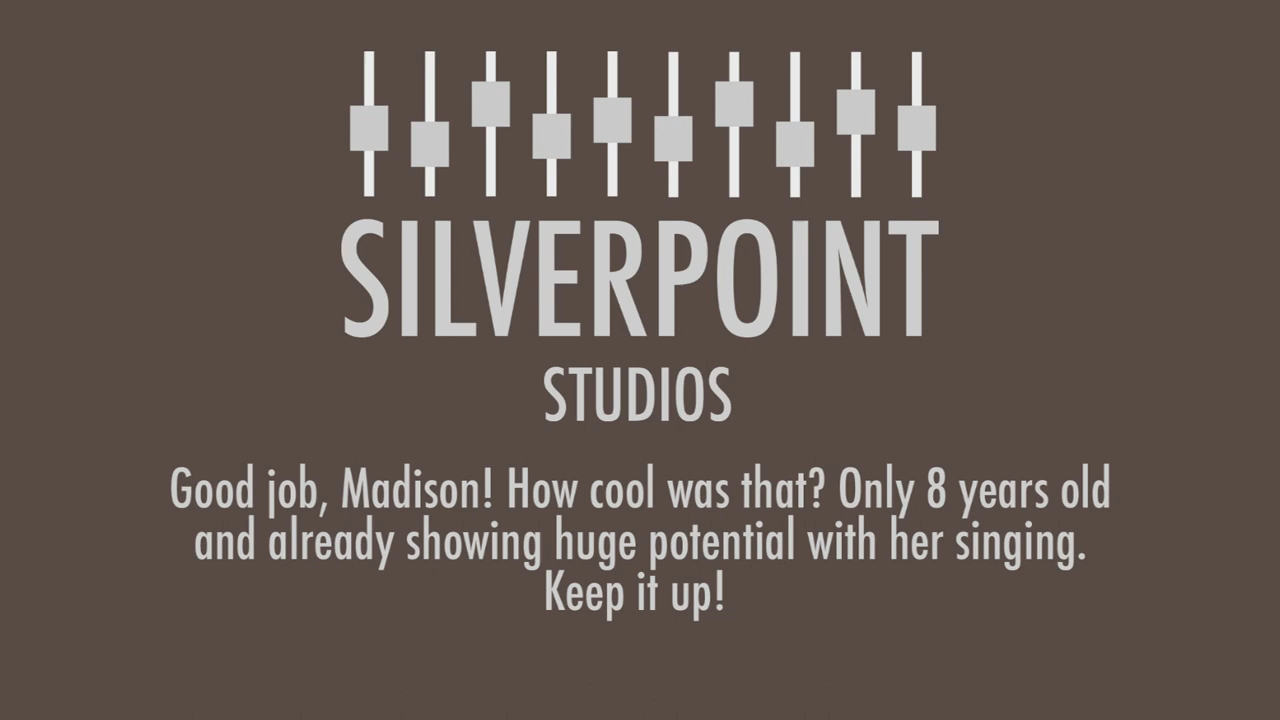 SILVERPOINT
STUDIOS
Good job, Madison! How cool was that? Only 8 years old
and already showing huge potential with her singing.
Keep it up!